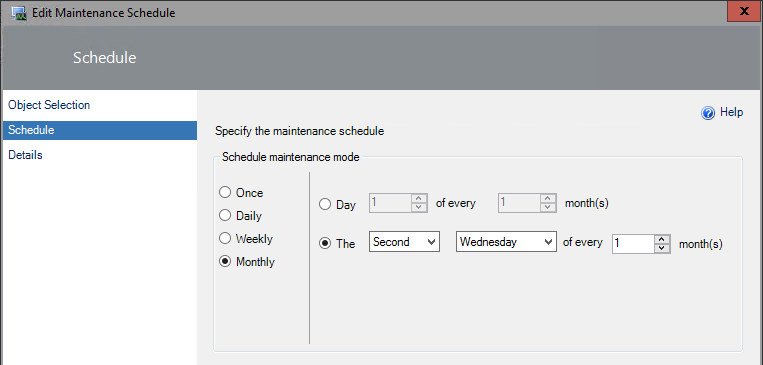 Edit Maintenance Schedule
X
Schedule
Object Selection
Schedule
Details
Help
Specify the maintenance schedule
Schedule maintenance mode
Once
Daily
Weekly
Monthly
Day 1 of every 1 month(s)
The Second Wednesday of every 1 month(s)